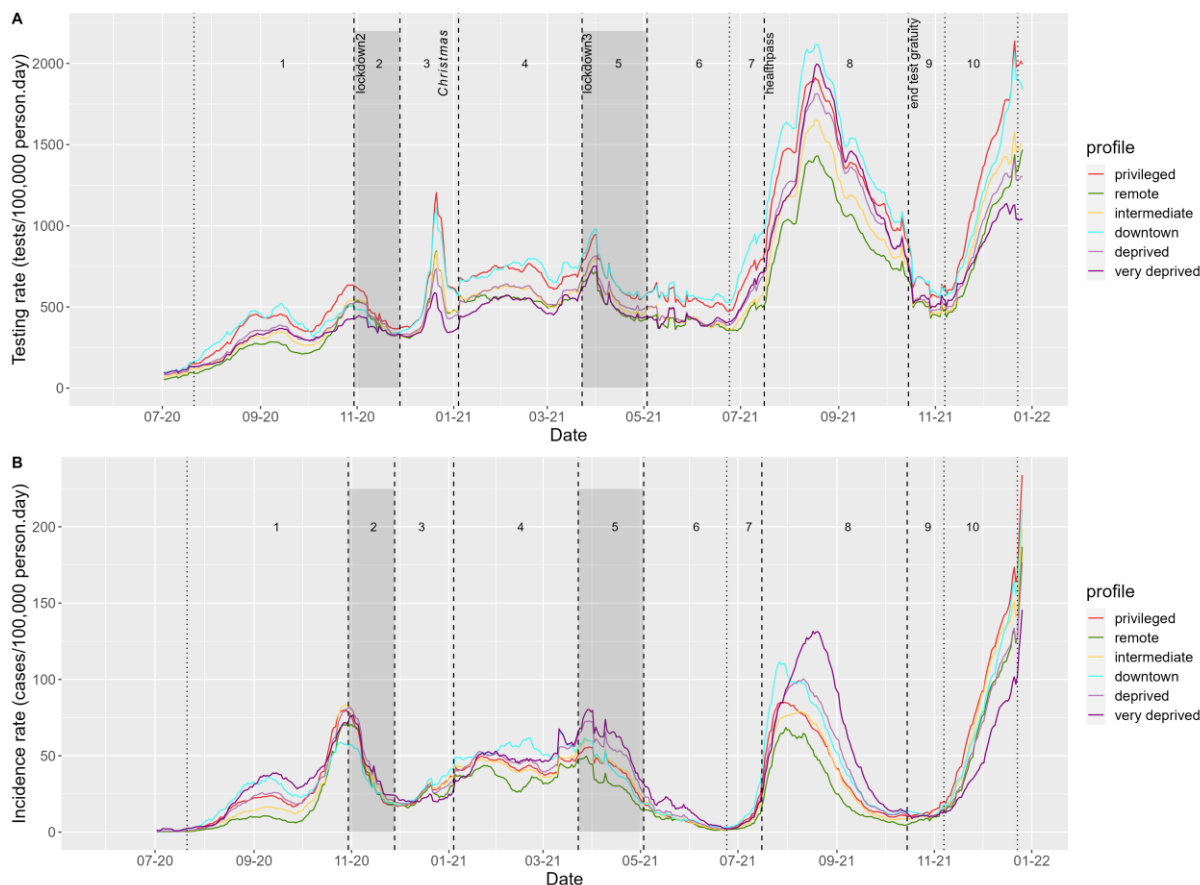 A
Testing rate (tests/100,000 person.day)
2000
1500
1000
500
0
1
lockdown2
2
3
Christmas
4
lockdown3
5
6
7
healthpass
8
end test gratuity
9
10
07-20
09-20
11-20
01-21
03-21
05-21
07-21
09-21
11-21
01-22
Date
profile
privileged
remote
intermediate
downtown
deprived
very deprived
B
Incidence rate (cases/100,000 person.day)
200
150
100
50
0
1
2
3
4
5
6
7
8
9
10
07-20
09-20
11-20
01-21
03-21
05-21
07-21
09-21
11-21
01-22
Date
profile
privileged
remote
intermediate
downtown
deprived
very deprived